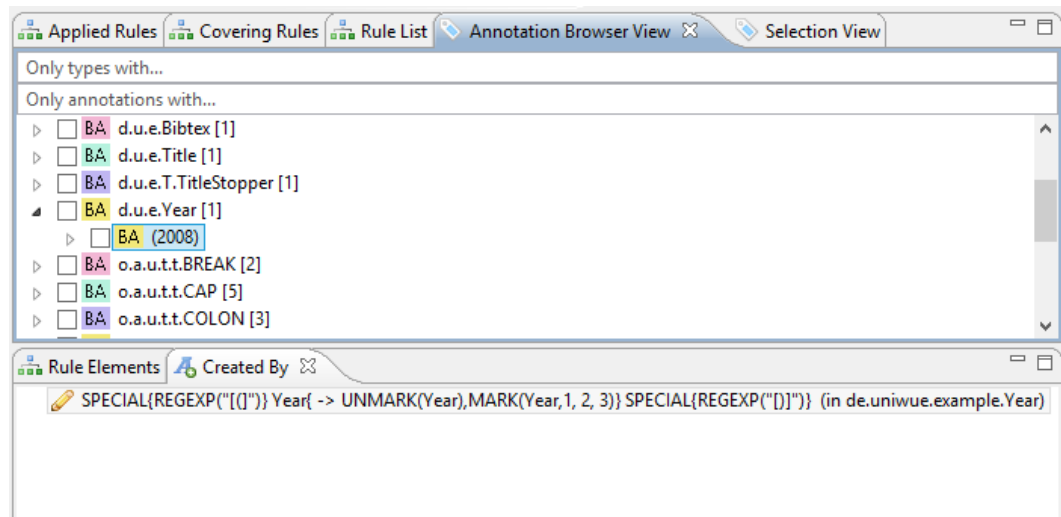 Applied Rules Covering Rules Rule List Annotation Browser View Selection View
Only types with...
Only annotations with...
BA d.u.e.Bibtex [1]
BA d.u.e.Title [1]
BA d.u.e.T.TitleStopper [1]
BA d.u.e.Year [1]
BA (2008)
BA o.a.u.t.t.BREAK [2]
BA o.a.u.t.t.CAP [5]
BA o.a.u.t.t.COLON [3]
Rule Elements Created By
SPECIAL{REGEXP("[(]")} Year{ -> UNMARK(Year),MARK(Year,1, 2, 3)} SPECIAL{REGEXP("[)]")} (in de.uniwue.example.Year)